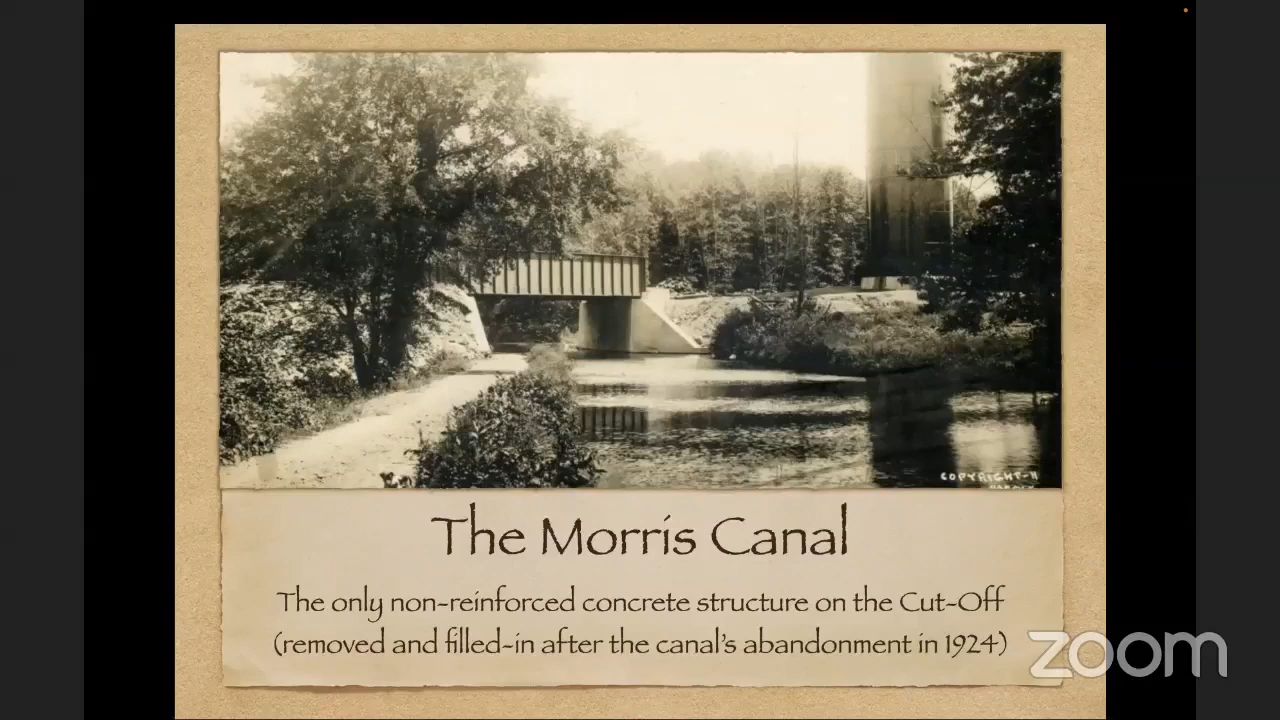 COPYRIGHT-H
The Morris Canal
The only non-reinforced concrete structure on the Cut-Off
(removed and filled-in after the canal's abandonment in 1924)
zoom